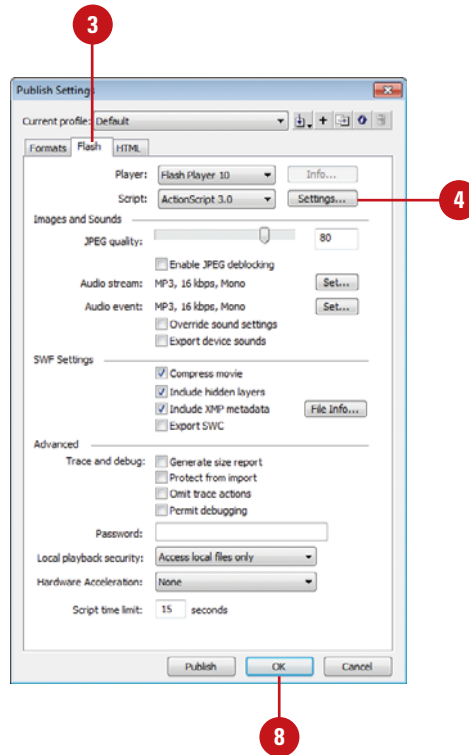 3
Publish Settings
Current profile: Default
Formats Flash HTML
Player: Flash Player 10 Info...
Script: ActionScript 3.0 Settings...
4
Images and Sounds
JPEG quality: 80
Enable JPEG deblocking
Audio stream: MP3, 16 kbps, Mono Set...
Audio event: MP3, 16 kbps, Mono Set...
Override sound settings
Export device sounds
SWF Settings
Compress movie
Include hidden layers
Include XMP metadata File Info...
Export SWC
Advanced
Trace and debug: Generate size report
Protect from import
Omit trace actions
Permit debugging
Password:
Local playback security: Access local files only
Hardware Acceleration: None
Script time limit: 15 seconds
Publish OK Cancel
8